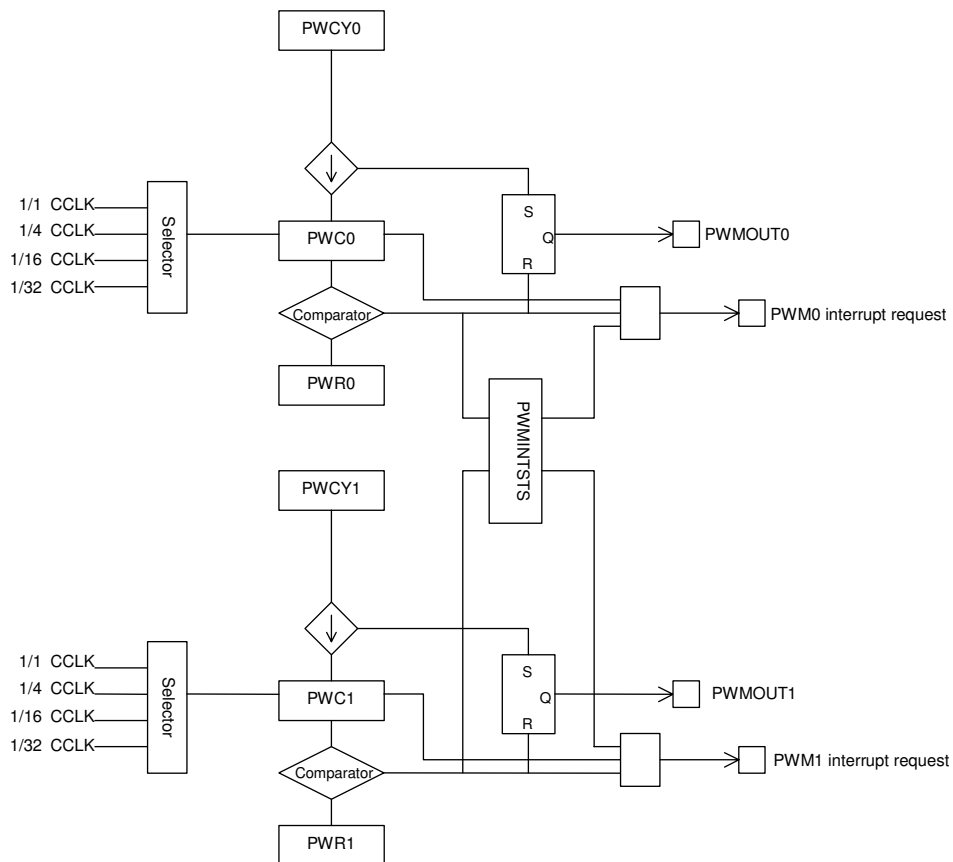 PWCY0
1/1 CCLK
1/4 CCLK
1/16 CCLK
1/32 CCLK
Selector
PWC0
S
Q
R
PWMOUT0
Comparator
PWM0 interrupt request
PWR0
PWMINTSTS
PWCY1
1/1 CCLK
1/4 CCLK
1/16 CCLK
1/32 CCLK
Selector
PWC1
S
Q
R
PWMOUT1
Comparator
PWM1 interrupt request
PWR1